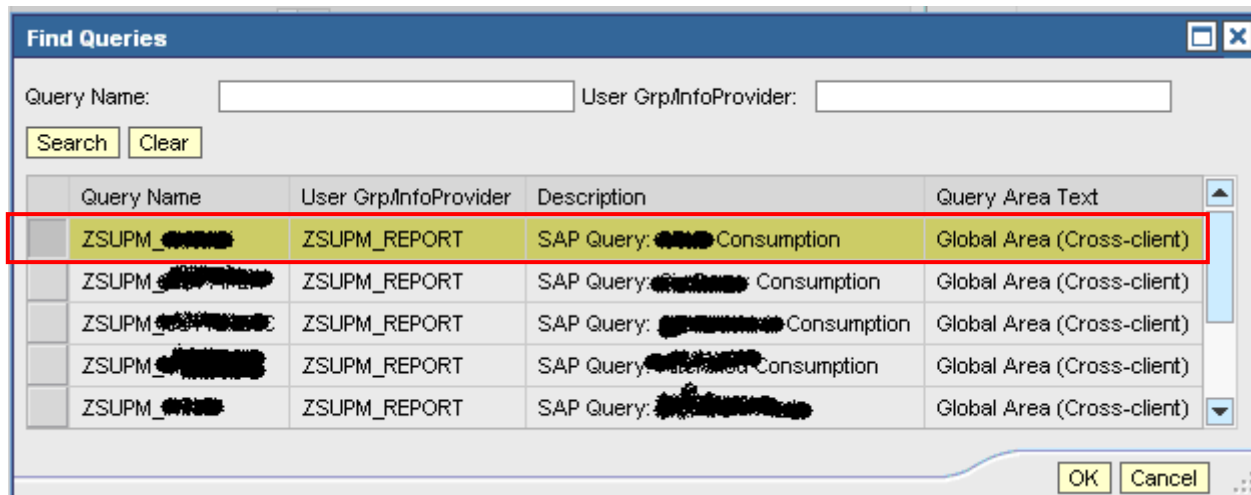 Find Queries
Query Name: User Grp/InfoProvider:
Search Clear
Query Name User Grp/InfoProvider Description Query Area Text
ZSUPM_ ZSUPM_REPORT SAP Query: Consumption Global Area (Cross-client)
ZSUPM_ ZSUPM_REPORT SAP Query: Consumption Global Area (Cross-client)
ZSUPM ZSUPM_REPORT SAP Query: Consumption Global Area (Cross-client)
ZSUPM_ ZSUPM_REPORT SAP Query Consumption Global Area (Cross-client)
ZSUPM_ ZSUPM_REPORT SAP Query: Global Area (Cross-client)
OK Cancel